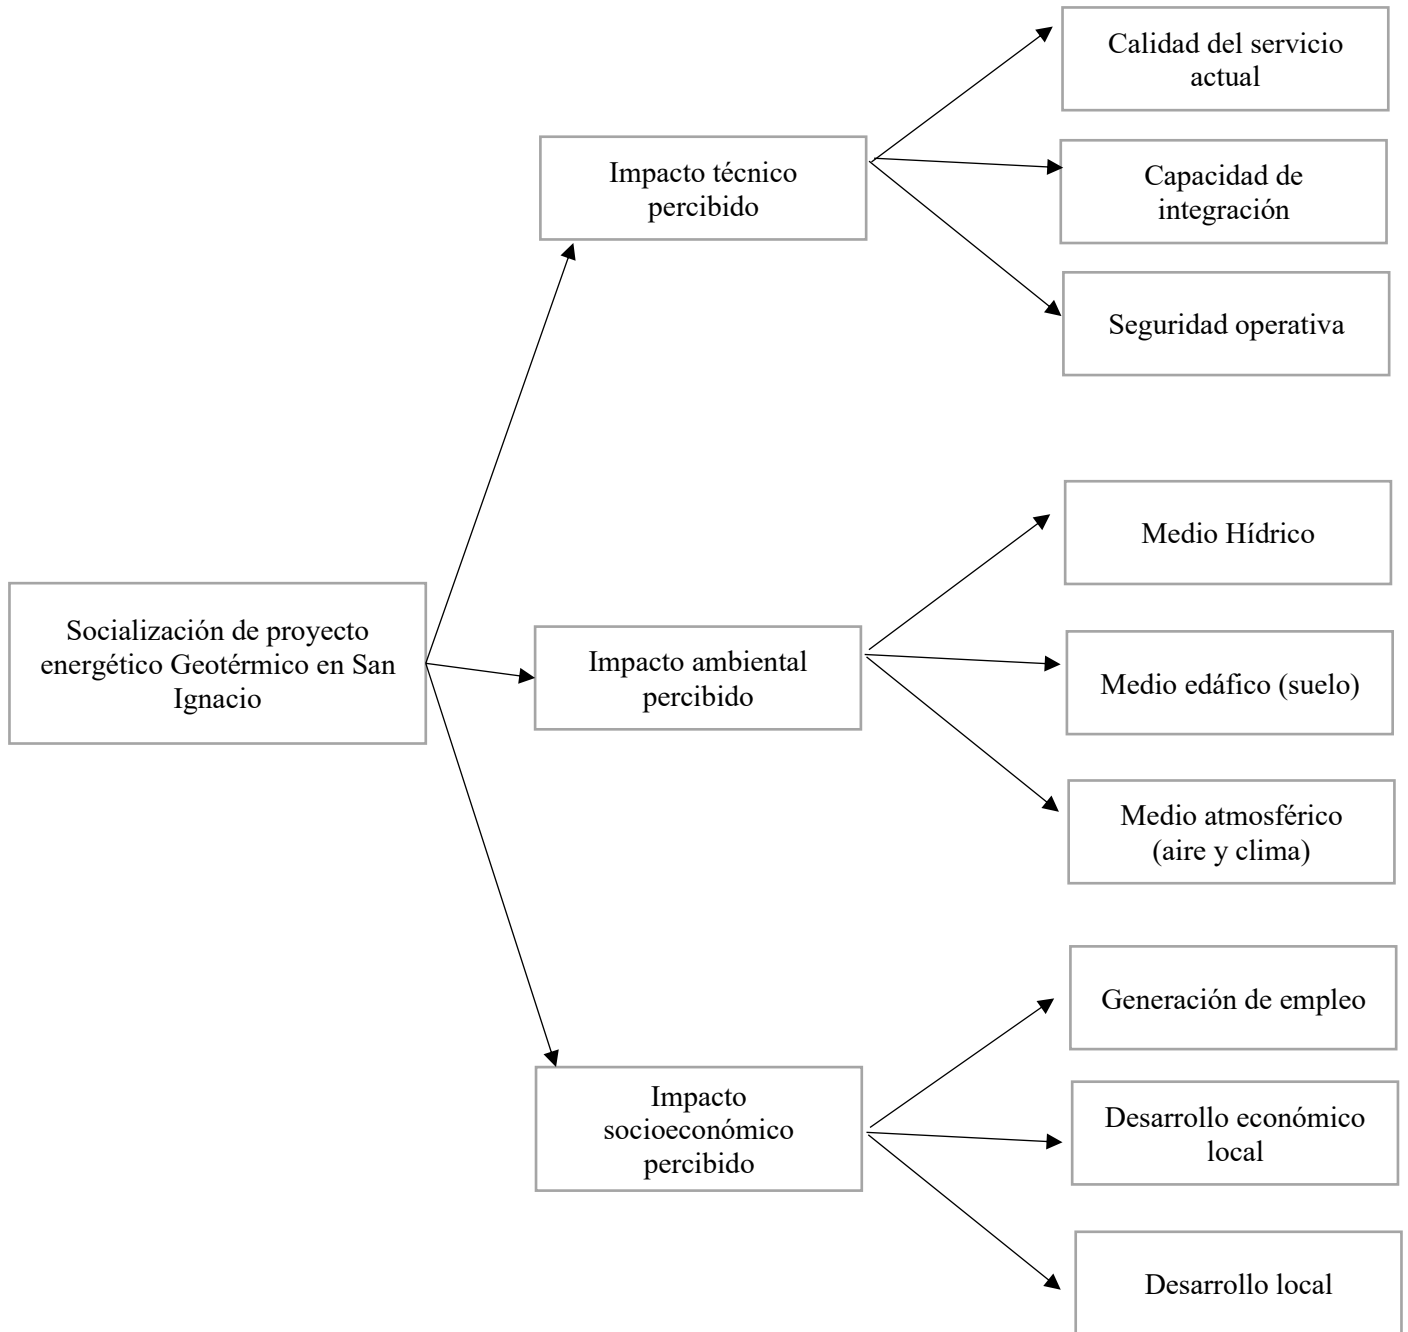 Calidad del servicio
actual
Impacto técnico
percibido
Capacidad de
integración
Seguridad operativa
Socialización de proyecto
energético Geotérmico en San
Ignacio
Impacto ambiental
percibido
Medio Hídrico
Medio edáfico (suelo)
Medio atmosférico
(aire y clima)
Impacto
socioeconómico
percibido
Generación de empleo
Desarrollo económico
local
Desarrollo local